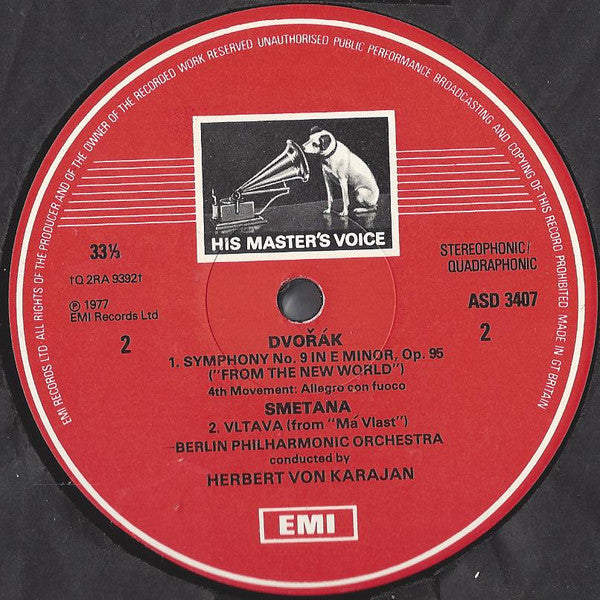 EMI RECORDS LTD ALL RIGHTS OF THE PRODUCER AND OF THE OWNER OF THE RECORDED WORK RESERVED UNAUTHORISED PUBLIC PERFORMANCE BROADCASTING AND COPYING OF THIS RECORD PROHIBITED. MADE IN GT BRITAIN
HIS MASTER'S VOICE
33⅓
†Q 2RA 9392†
℗ 1977
EMI Records Ltd
2
STEREOPHONIC/
QUADRAPHONIC
ASD 3407
2
DVOŘÁK
1. SYMPHONY No. 9 IN E MINOR, Op. 95
("FROM THE NEW WORLD")
4th Movement: Allegro con fuoco
SMETANA
2. VLTAVA (from "Má Vlast")
BERLIN PHILHARMONIC ORCHESTRA
conducted by
HERBERT VON KARAJAN
EMI